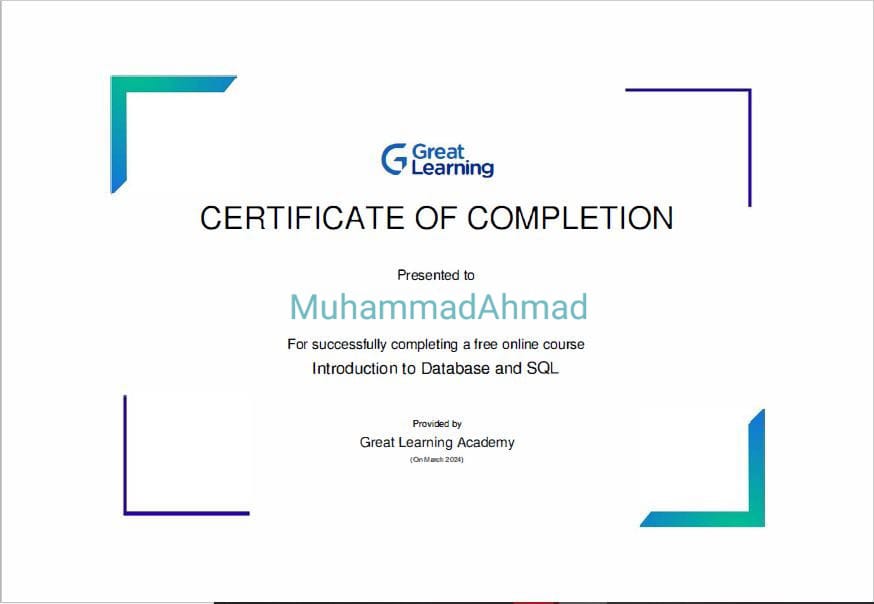 Great
Learning
CERTIFICATE OF COMPLETION
Presented to
MuhammadAhmad
For successfully completing a free online course
Introduction to Database and SQL
Provided by
Great Learning Academy
(On March 2024)